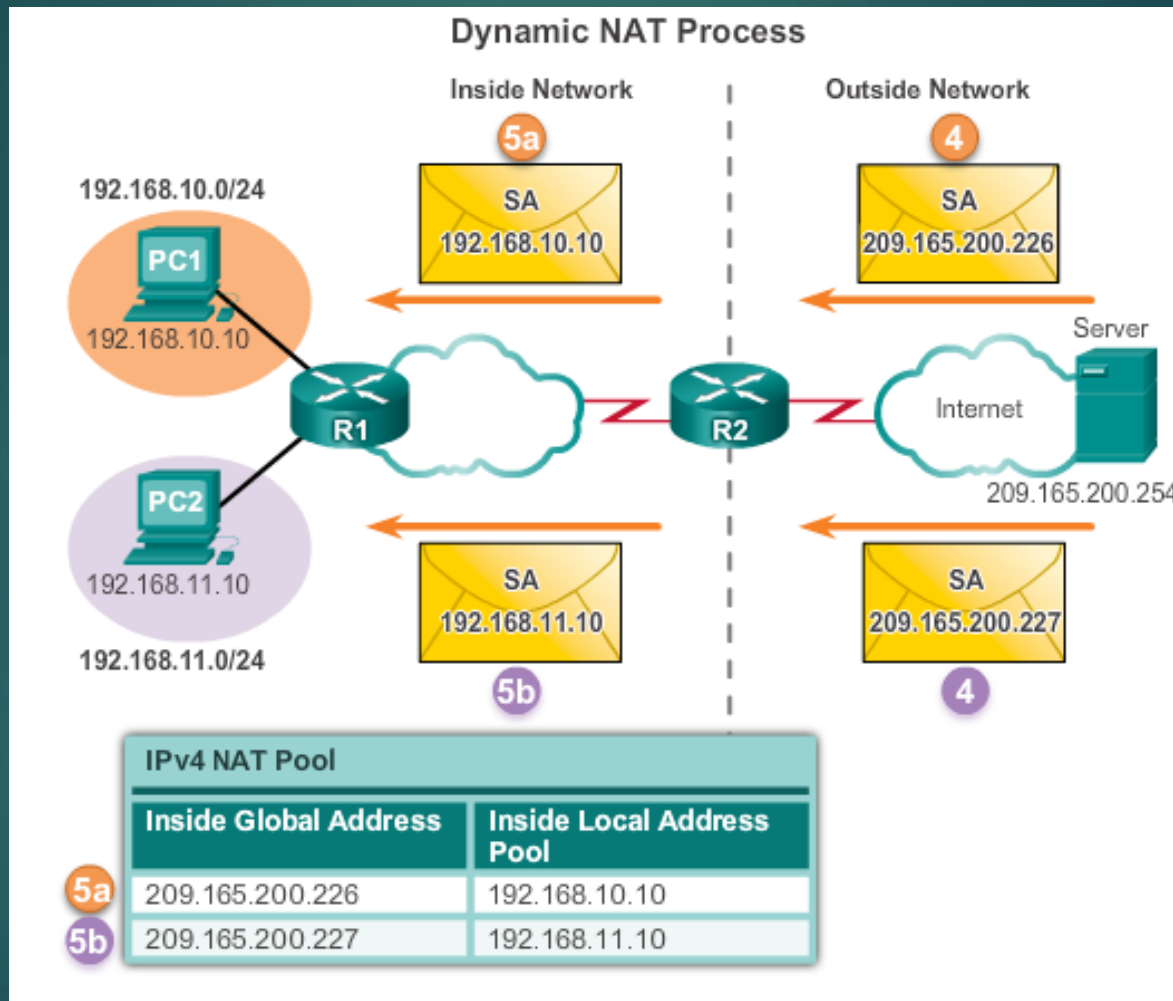 Dynamic NAT Process
Inside Network
Outside Network
5a
4
192.168.10.0/24
SA
192.168.10.10
SA
209.165.200.226
PC1
192.168.10.10
Server
R1
R2
Internet
209.165.200.254
PC2
192.168.11.10
192.168.11.0/24
SA
192.168.11.10
SA
209.165.200.227
5b
4
IPv4 NAT Pool
Inside Global Address
Inside Local Address
Pool
5a
209.165.200.226
192.168.10.10
5b
209.165.200.227
192.168.11.10